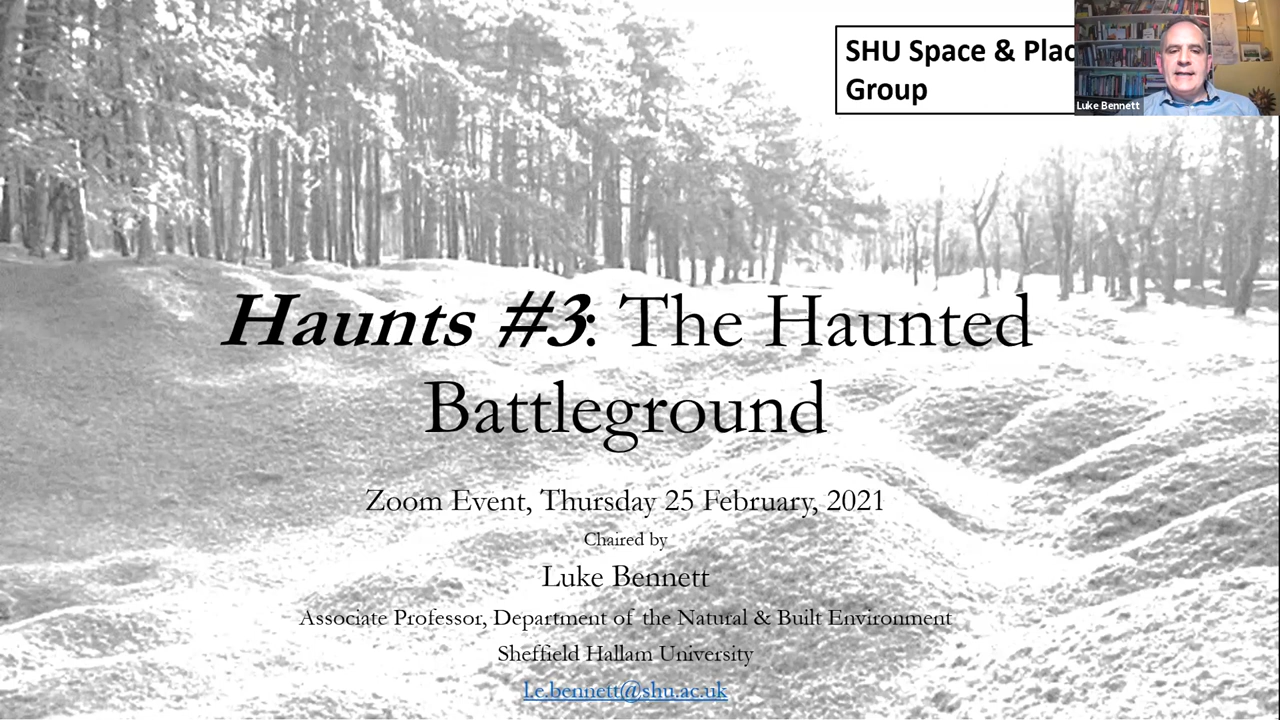 SHU Space & Plac
Group
Luke Bennett
Haunts #3: The Haunted
Battleground
Zoom Event, Thursday 25 February, 2021
Chaired by
Luke Bennett
Associate Professor, Department of the Natural & Built Environment
Sheffield Hallam University
l.e.bennett@shu.ac.uk